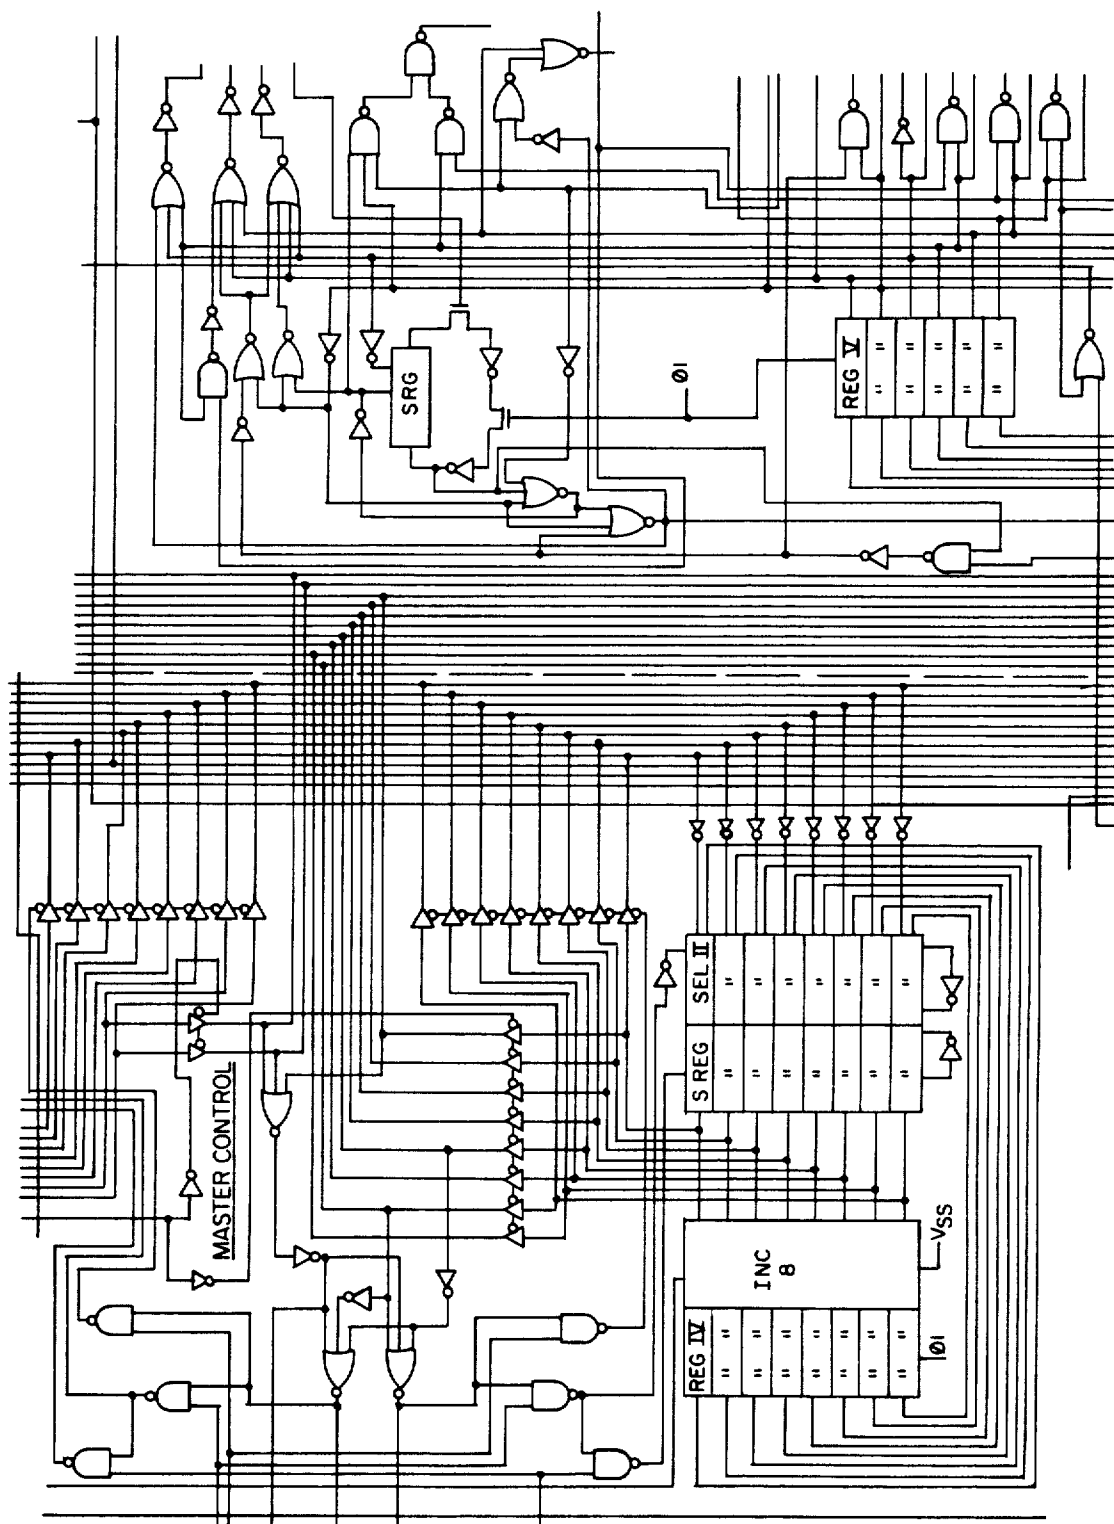 SRG
Ø1
REG V
" "
" "
" "
" "
" "
MASTER CONTROL
S REG SEL II
" "
" "
" "
" "
" "
" "
" "
INC
8
VSS
REG IV
" "
" "
" "
" "
" "
" "
" "
Ø1